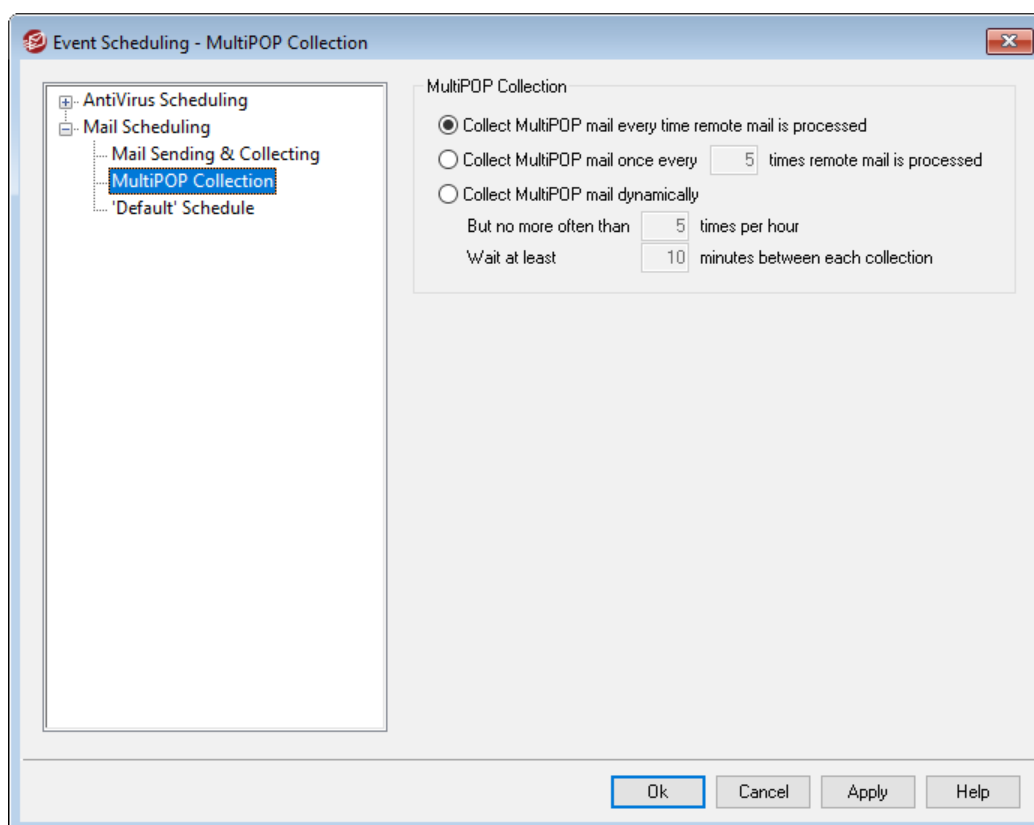 Event Scheduling - MultiPOP Collection
AntiVirus Scheduling
Mail Scheduling
Mail Sending & Collecting
MultiPOP Collection
'Default' Schedule
MultiPOP Collection
Collect MultiPOP mail every time remote mail is processed
Collect MultiPOP mail once every 5 times remote mail is processed
Collect MultiPOP mail dynamically
But no more often than 5 times per hour
Wait at least 10 minutes between each collection
Ok Cancel Apply Help